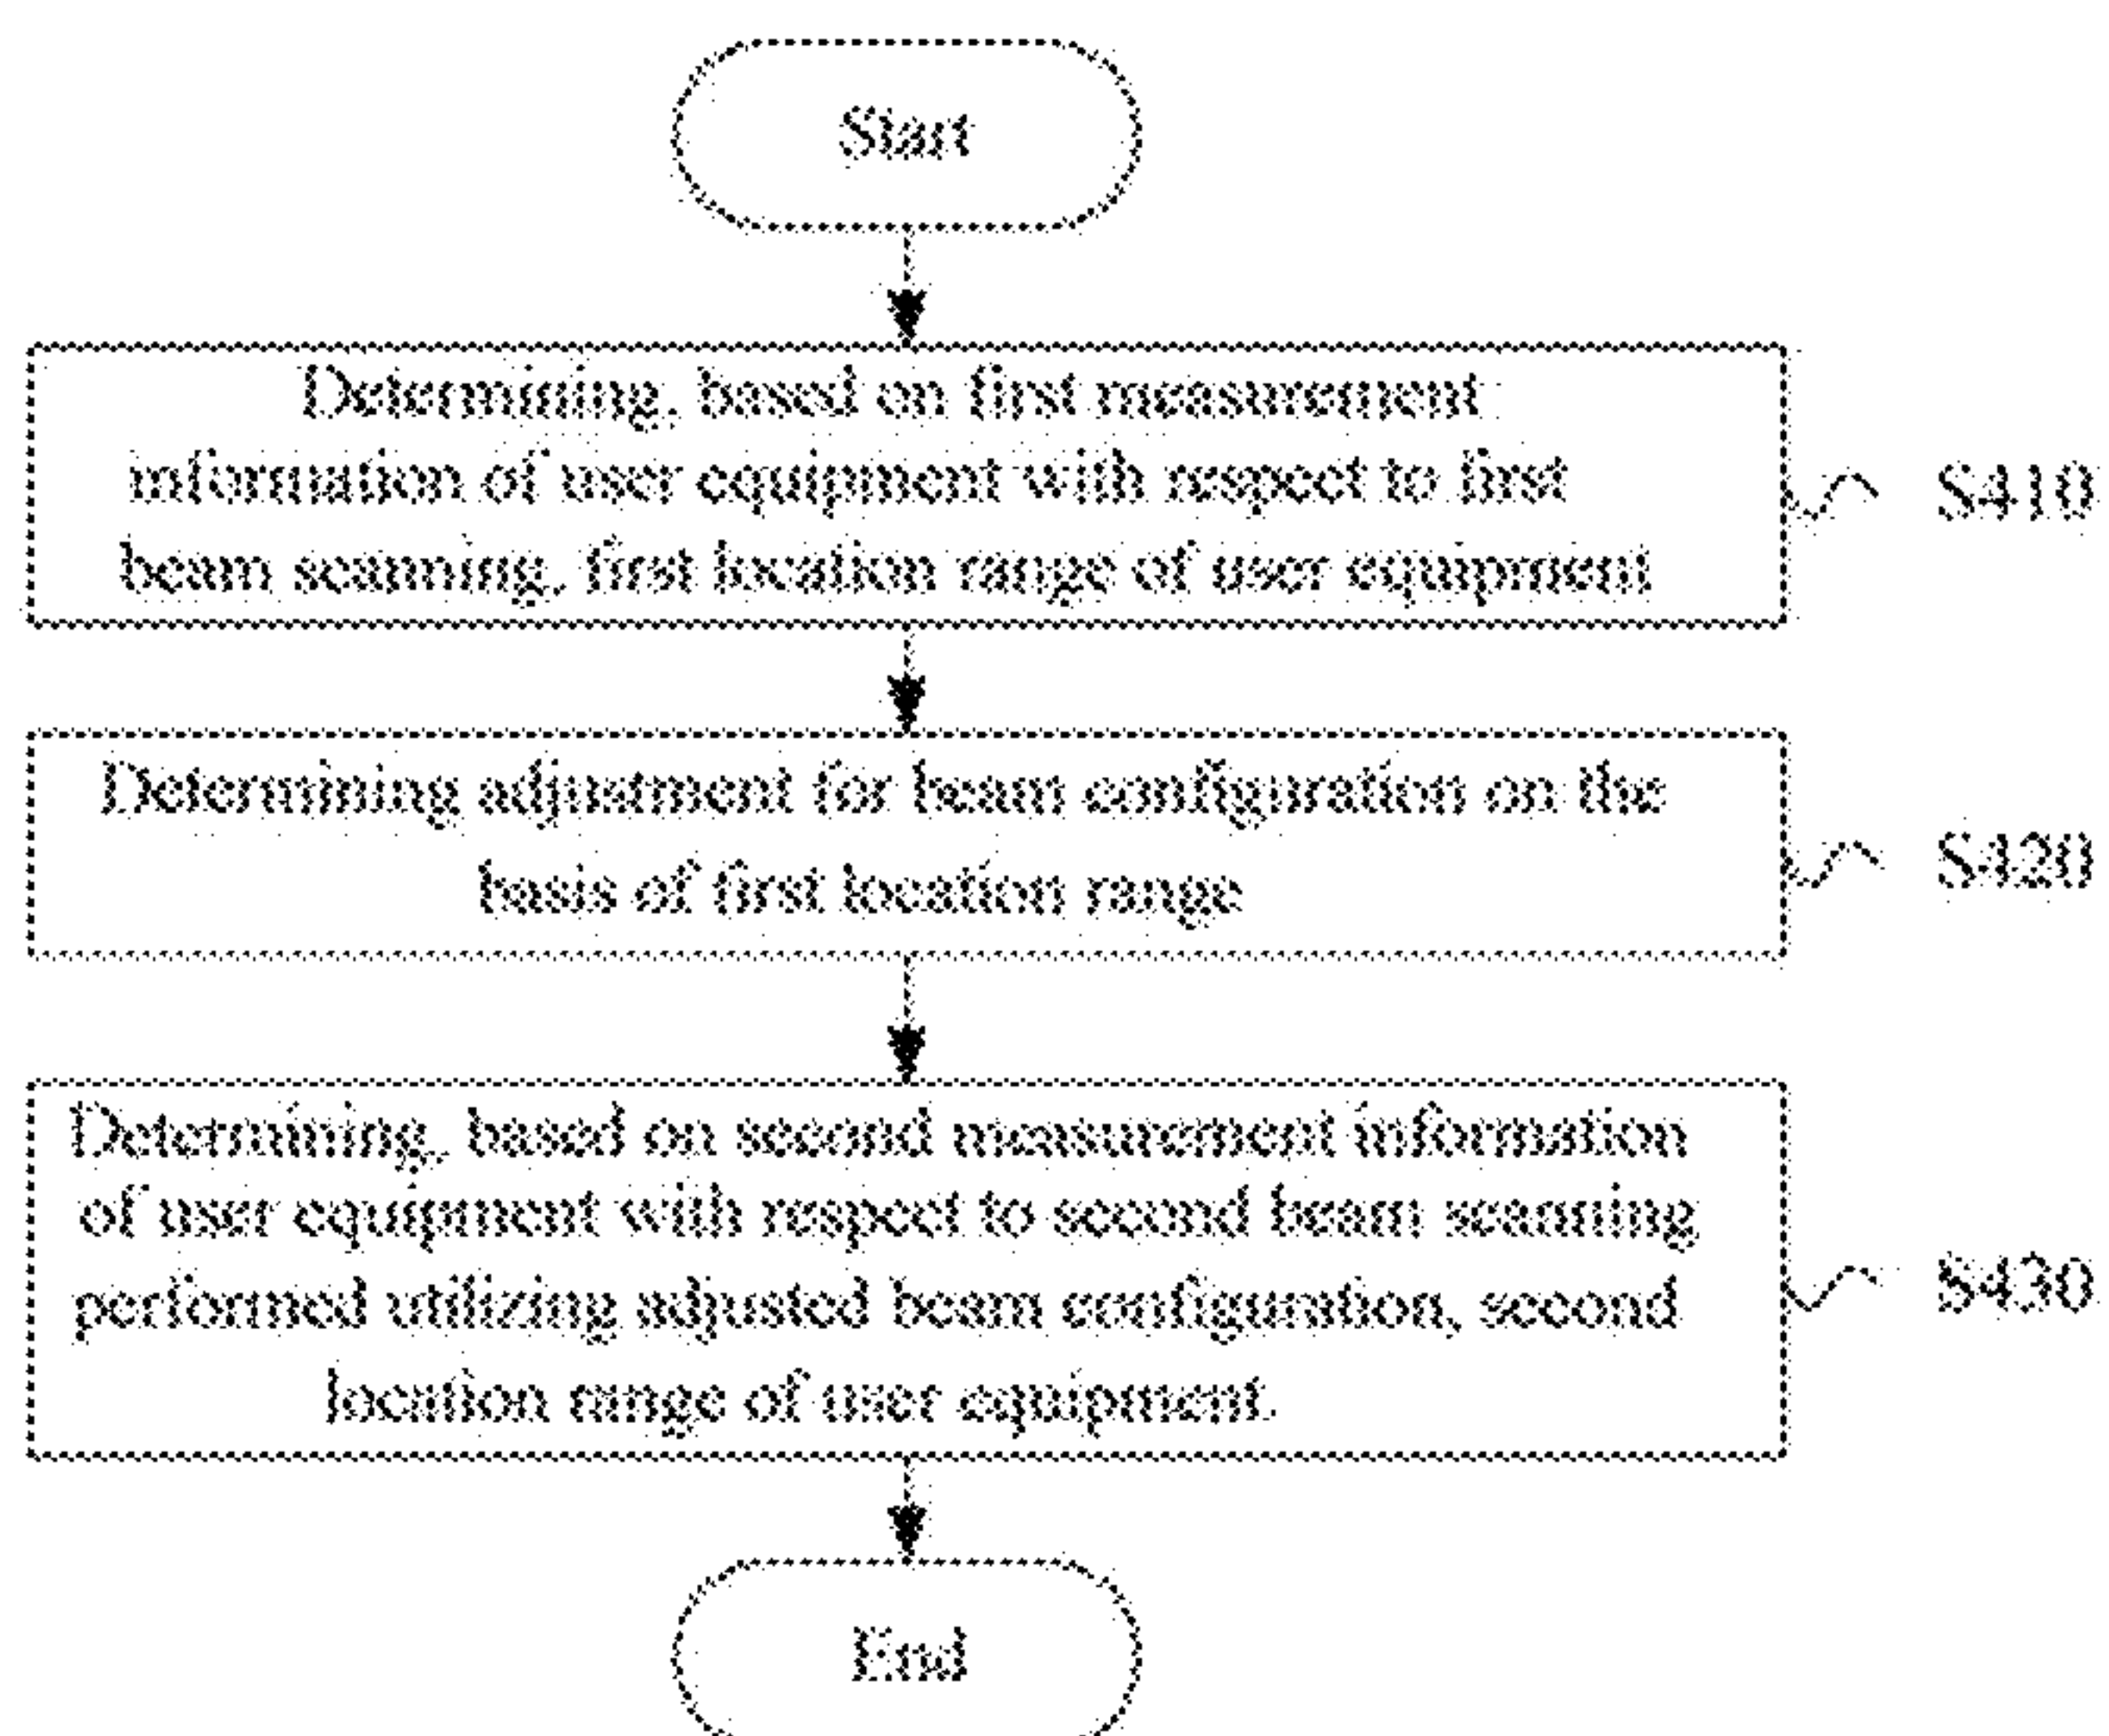 Start
Determining, based on first measurement
information of user equipment with respect to first
beam scanning, first location range of user equipment
S410
Determining adjustment for beam configuration on the
basis of first location range
S420
Determining, based on second measurement information
of user equipment with respect to second beam scanning
performed utilizing adjusted beam configuration, second
location range of user equipment.
S430
End